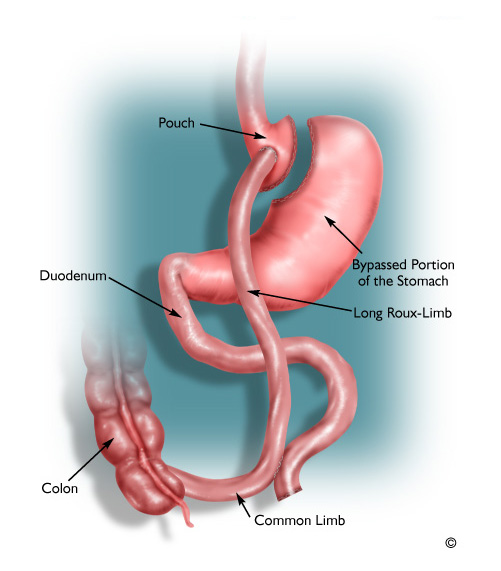 Pouch
Bypassed Portion
of the Stomach
Duodenum
Long Roux-Limb
Colon
Common Limb
©